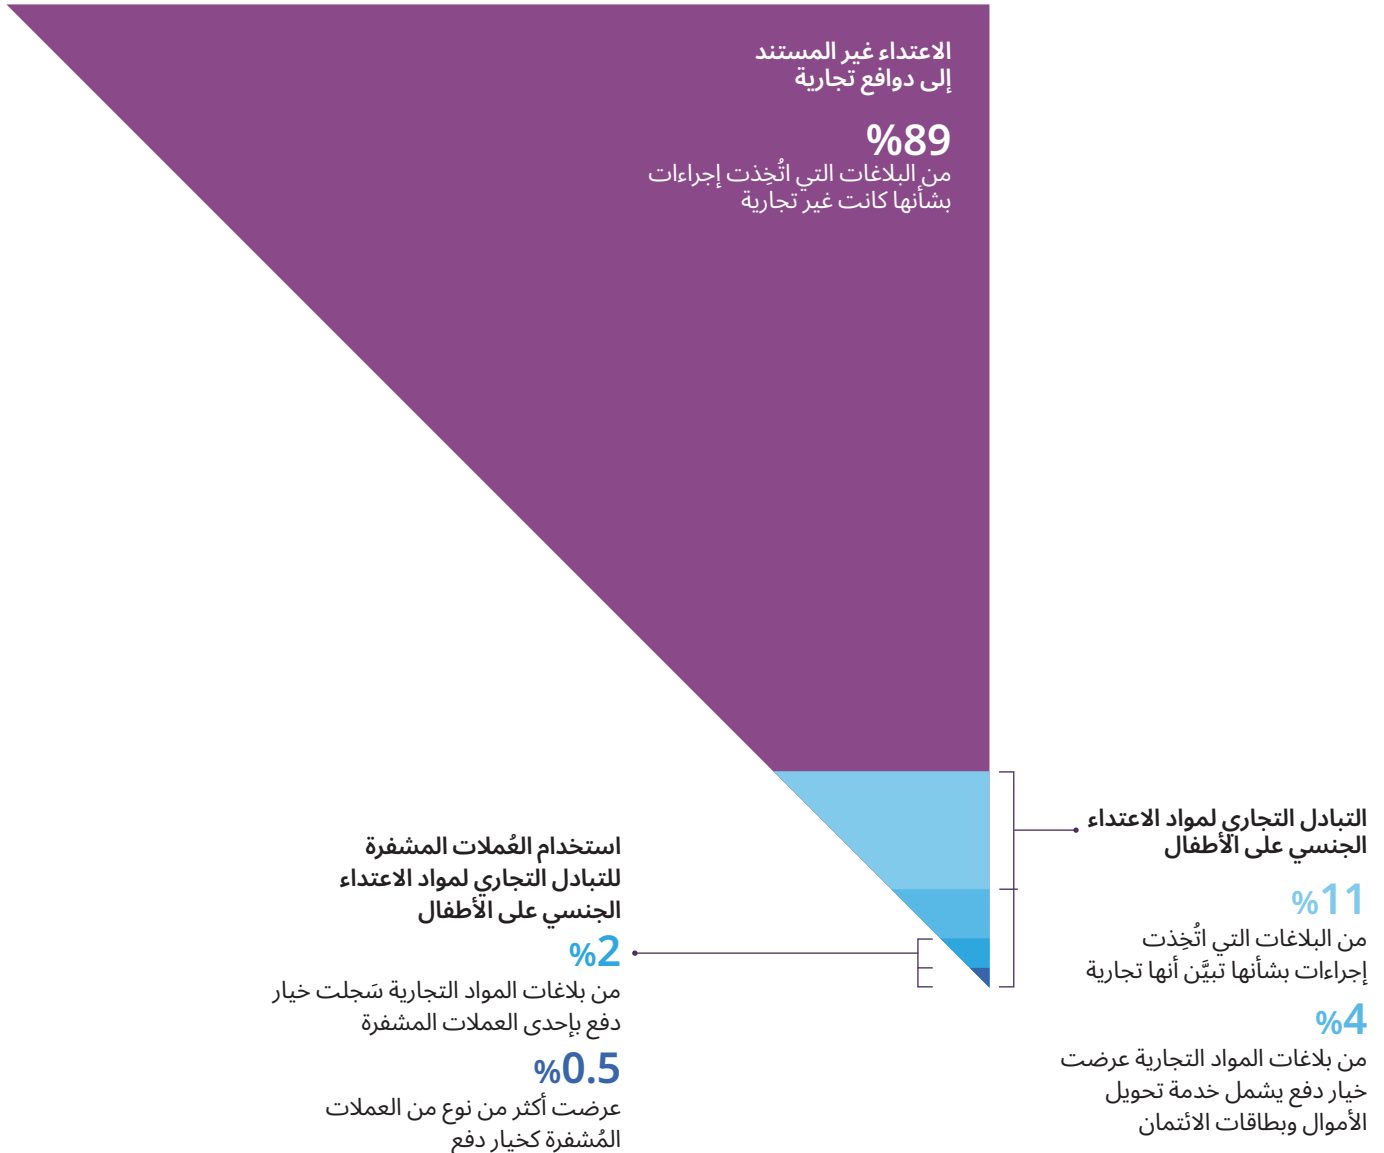 الاعتداء غير المستند
إلى دوافع تجارية
%89
من البلاغات التي اتُخِذت إجراءات
بشأنها كانت غير تجارية
التبادل التجاري لمواد الاعتداء
الجنسي على الأطفال
%11
من البلاغات التي اتُخِذت
إجراءات بشأنها تبيَّن أنها تجارية
%4
من بلاغات المواد التجارية عرضت
خيار دفع يشمل خدمة تحويل
الأموال وبطاقات الائتمان
استخدام العُملات المشفرة
للتبادل التجاري لمواد الاعتداء
الجنسي على الأطفال
%2
من بلاغات المواد التجارية سَجلت خيار
دفع بإحدى العملات المشفرة
%0.5
عرضت أكثر من نوع من العملات
المُشفرة كخيار دفع